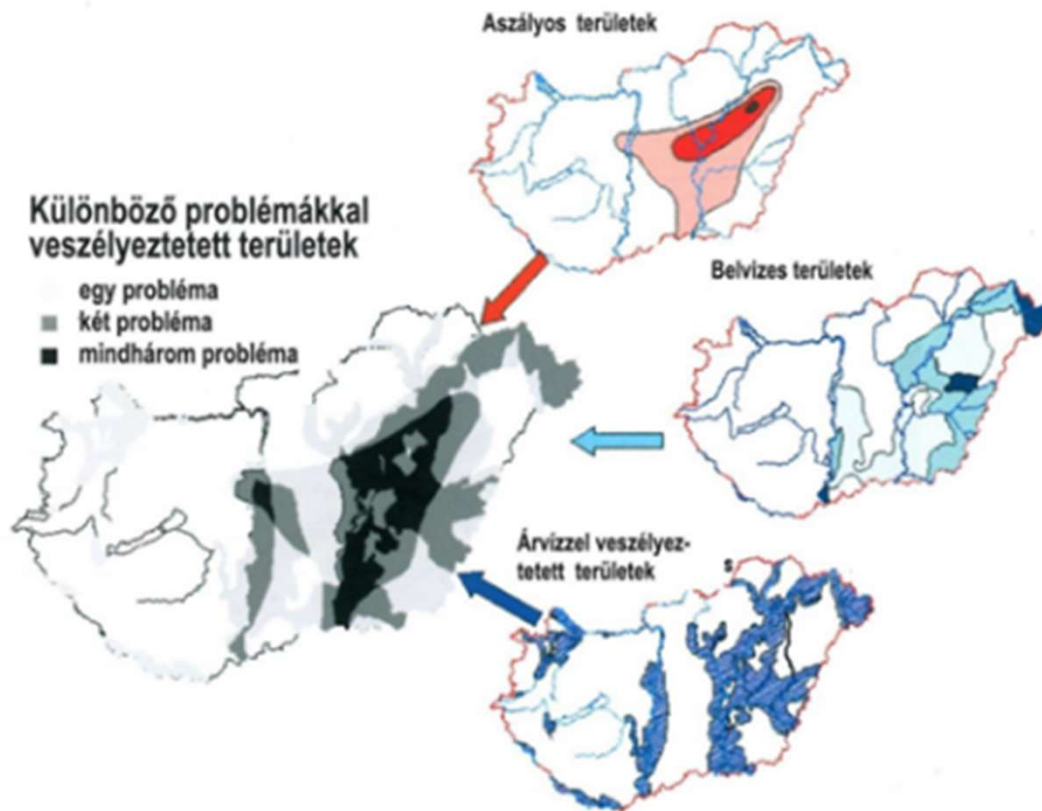 Aszályos területek
Különböző problémákkal
veszélyeztetett területek
egy probléma
két probléma
mindhárom probléma
Belvizes területek
Árvízzel veszélyez-
tetett területek
s